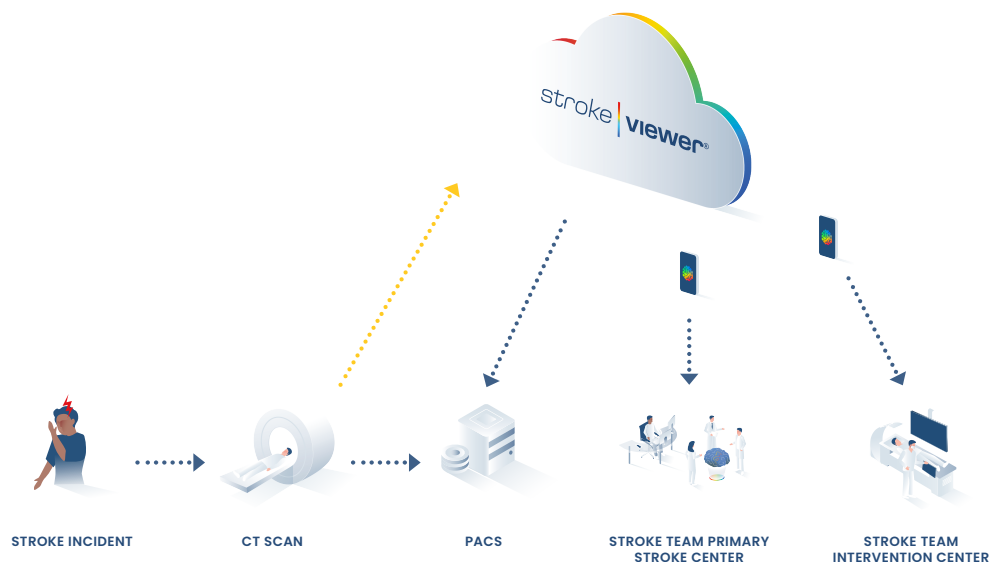 stroke viewer®
STROKE INCIDENT
CT SCAN
PACS
STROKE TEAM PRIMARY
STROKE CENTER
STROKE TEAM
INTERVENTION CENTER